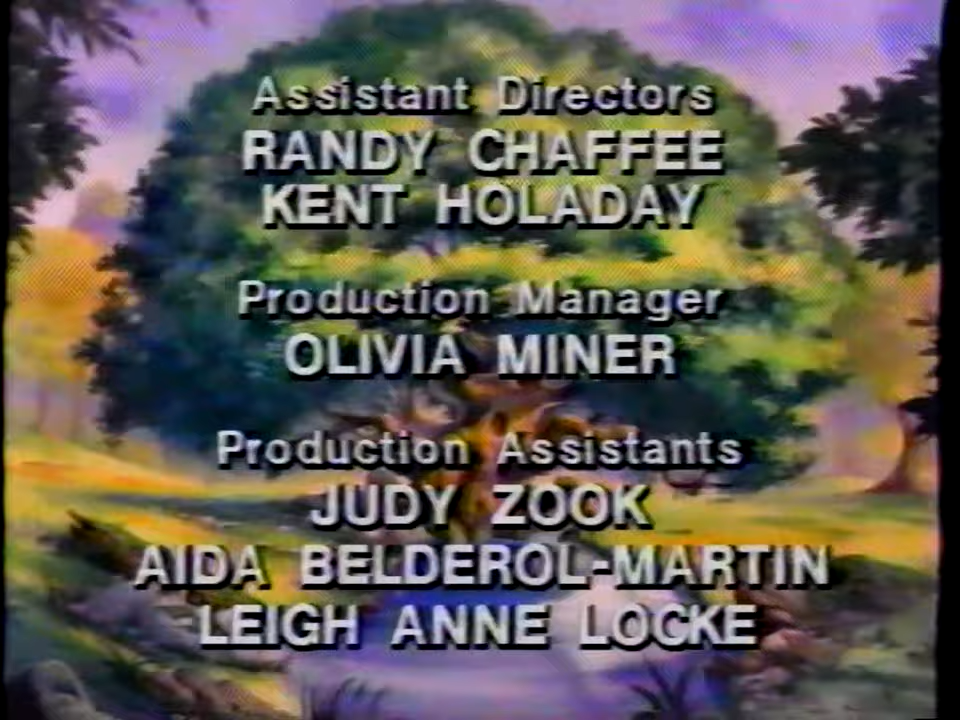 Assistant Directors
RANDY CHAFFEE
KENT HOLADAY
Production Manager
OLIVIA MINER
Production Assistants
JUDY ZOOK
AIDA BELDEROL-MARTIN
LEIGH ANNE LOCKE